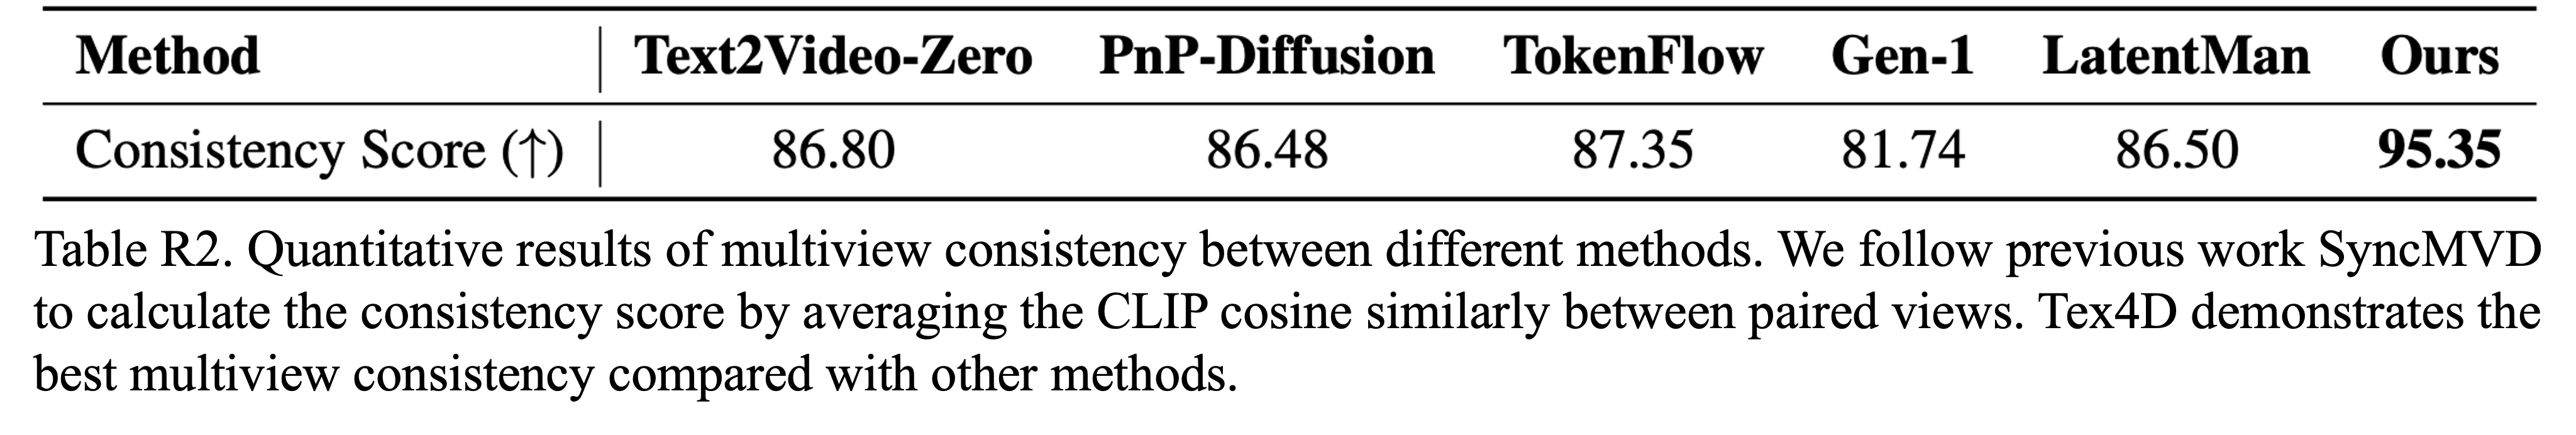 Method Text2Video-Zero PnP-Diffusion TokenFlow Gen-1 LatentMan Ours
Consistency Score (↑) 86.80 86.48 87.35 81.74 86.50 95.35
Table R2. Quantitative results of multiview consistency between different methods. We follow previous work SyncMVD
to calculate the consistency score by averaging the CLIP cosine similarly between paired views. Tex4D demonstrates the
best multiview consistency compared with other methods.